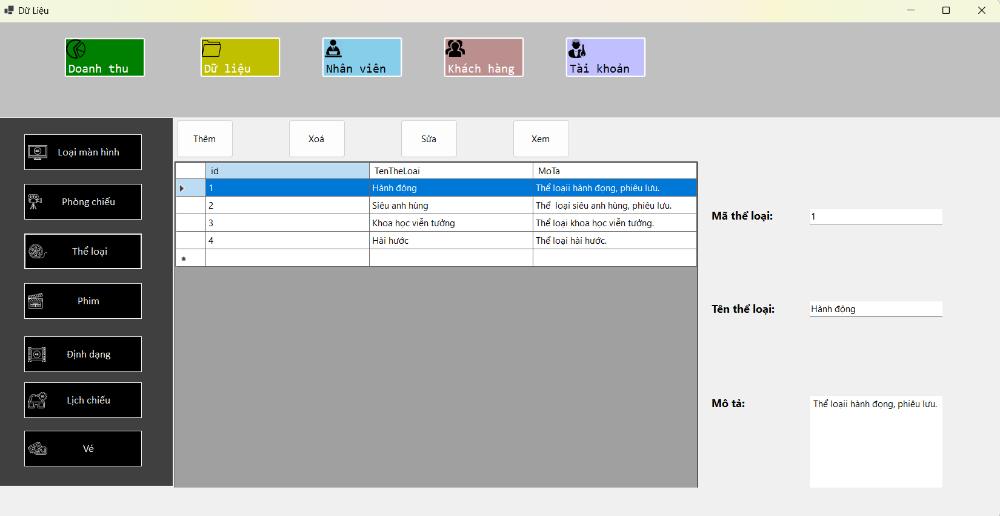 Dữ Liệu
Doanh thu
Dữ liệu
Nhân viên
Khách hàng
Tài khoản
Loại màn hình
Phòng chiếu
Thể loại
Phim
Định dạng
Lịch chiếu
Vé
Thêm
Xoá
Sửa
Xem
id TenTheLoai MoTa
1 Hành động Thể loạii hành đọng, phiêu lưu.
2 Siêu anh hùng Thể  loại siêu anh hùng, phiêu lưu.
3 Khoa học viễn tưởng Thể loại khoa học viễn tưởng.
4 Hài hước Thể loại hài hước.
Mã thể loại: 1
Tên thể loại: Hành động
Mô tả: Thể loạii hành đọng, phiêu lưu.